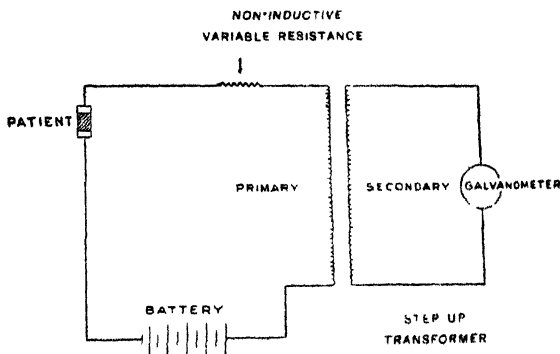 NON-INDUCTIVE
VARIABLE RESISTANCE
PATIENT
PRIMARY
SECONDARY
GALVANOMETER
BATTERY
STEP UP
TRANSFORMER